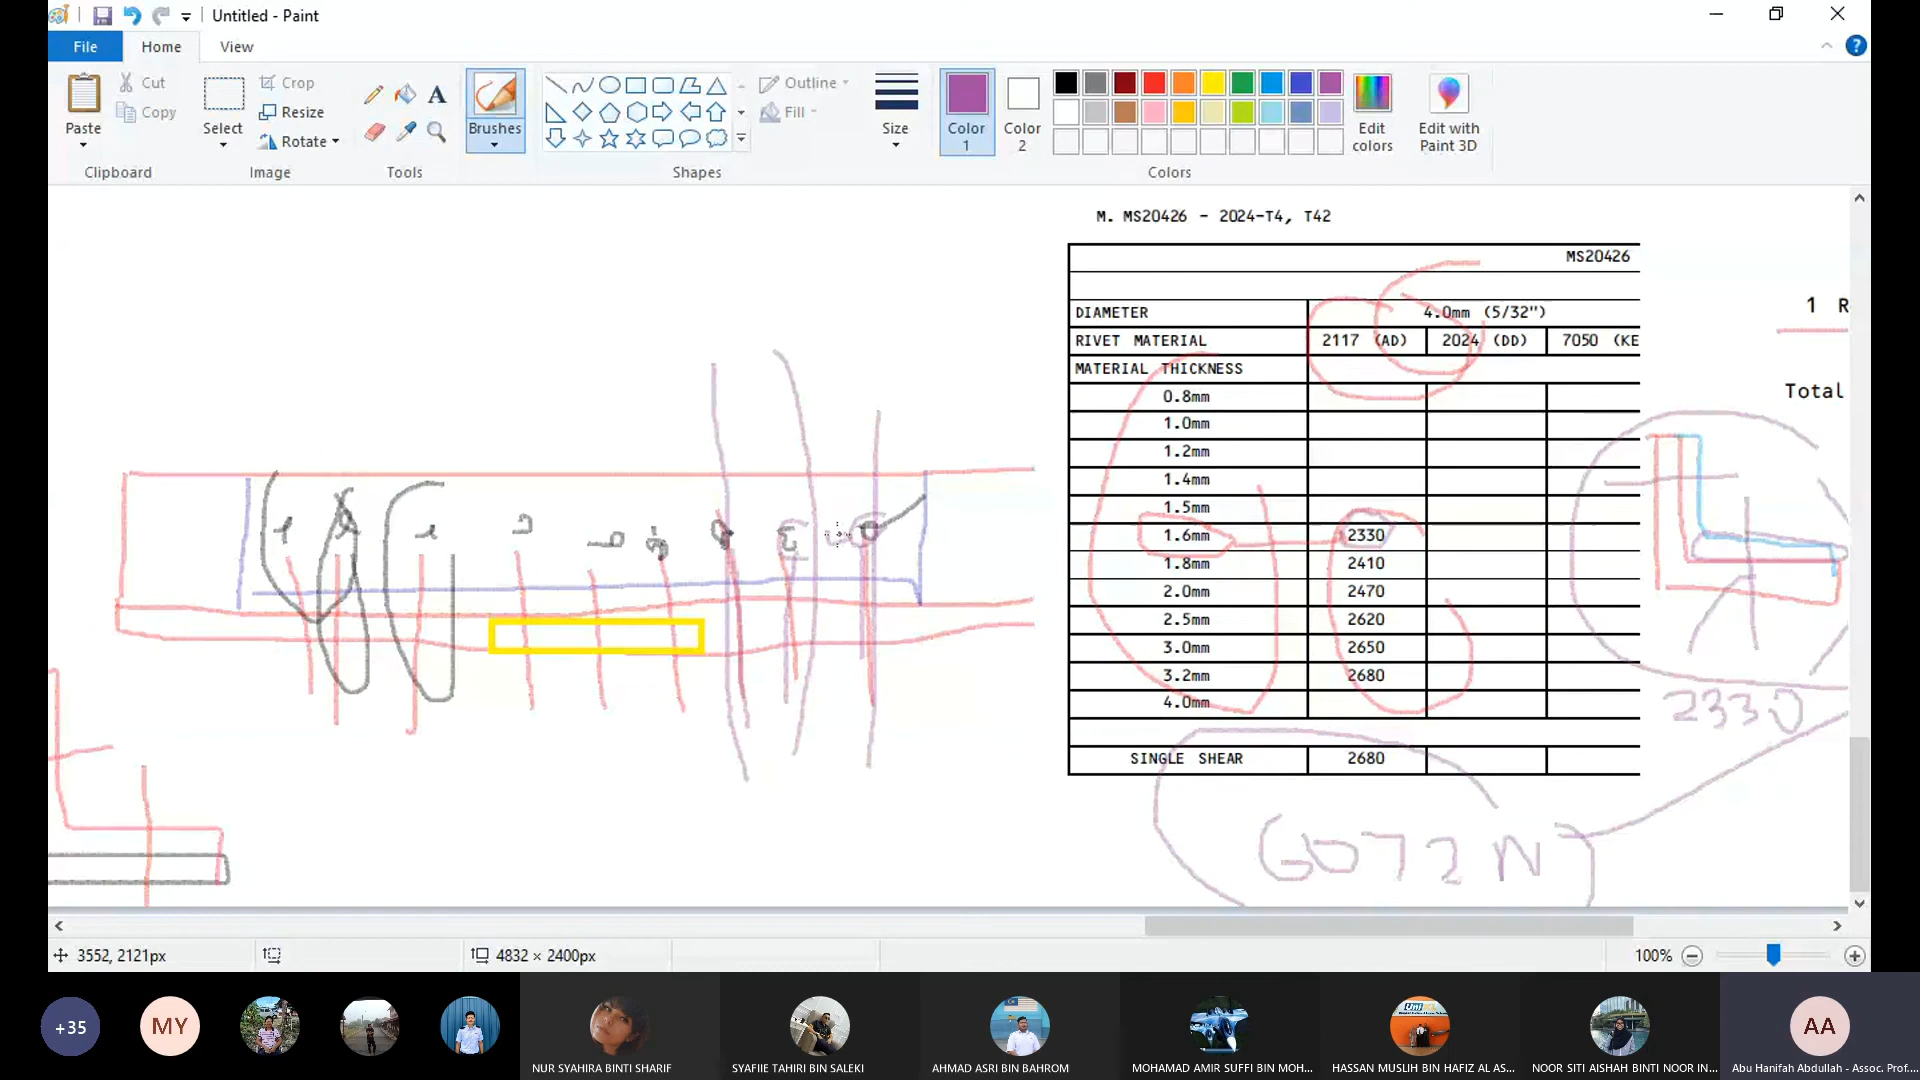 Untitled - Paint
File Home View
Paste Cut Copy
Clipboard
Select Crop Resize Rotate
Image
Tools
Brushes
Shapes
Outline Fill
Size
Color 1
Color 2
Edit colors
Colors
Edit with Paint 3D
M. MS20426 - 2024-T4, T42
MS20426
DIAMETER 4.0mm (5/32")
RIVET MATERIAL 2117 (AD) 2024 (DD) 7050 (KE
MATERIAL THICKNESS
0.8mm
1.0mm
1.2mm
1.4mm
1.5mm
1.6mm 2330
1.8mm 2410
2.0mm 2470
2.5mm 2620
3.0mm 2650
3.2mm 2680
4.0mm
SINGLE SHEAR 2680
1 R
Total
2330
6072N
3552, 2121px
4832 × 2400px
100%
+35
MY
NUR SYAHIRA BINTI SHARIF
SYAFIIE TAHIRI BIN SALEKI
AHMAD ASRI BIN BAHROM
MOHAMAD AMIR SUFFI BIN MOH...
HASSAN MUSLIH BIN HAFIZ AL AS...
NOOR SITI AISHAH BINTI NOOR IN...
AA
Abu Hanifah Abdullah - Assoc. Prof....